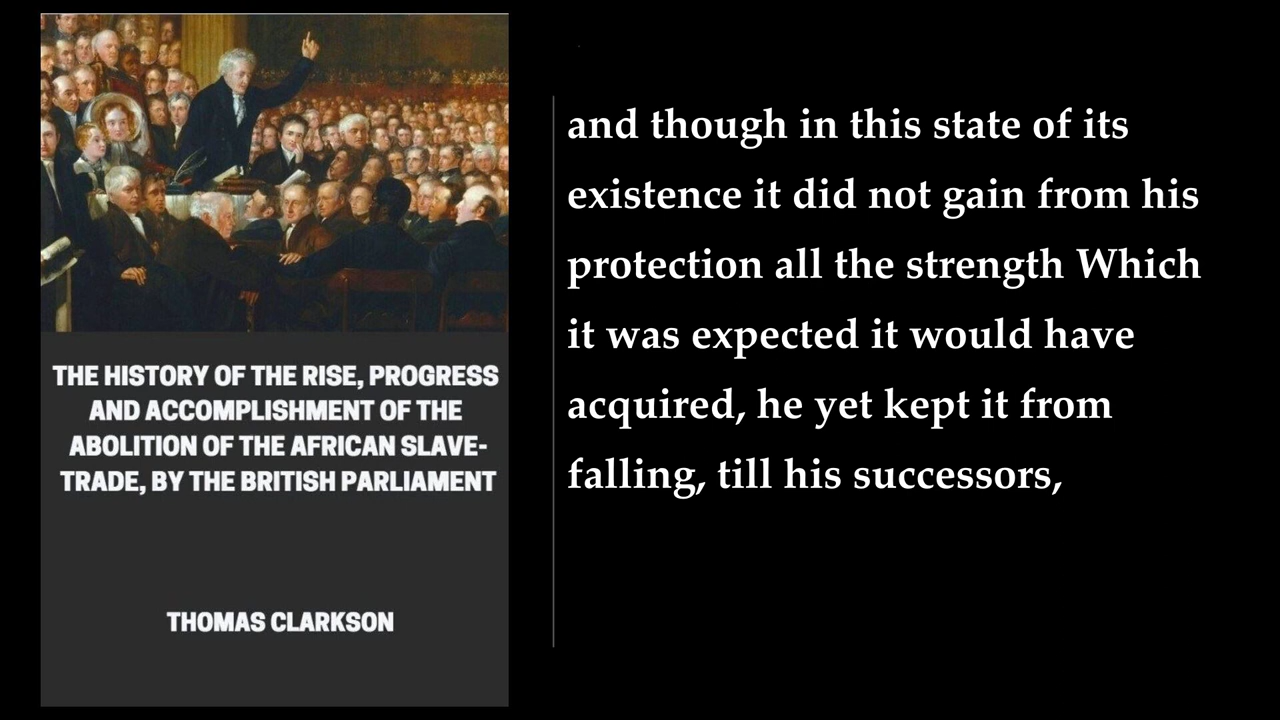 THE HISTORY OF THE RISE, PROGRESS
AND ACCOMPLISHMENT OF THE
ABOLITION OF THE AFRICAN SLAVE-
TRADE, BY THE BRITISH PARLIAMENT
THOMAS CLARKSON
and though in this state of its
existence it did not gain from his
protection all the strength Which
it was expected it would have
acquired, he yet kept it from
falling, till his successors,